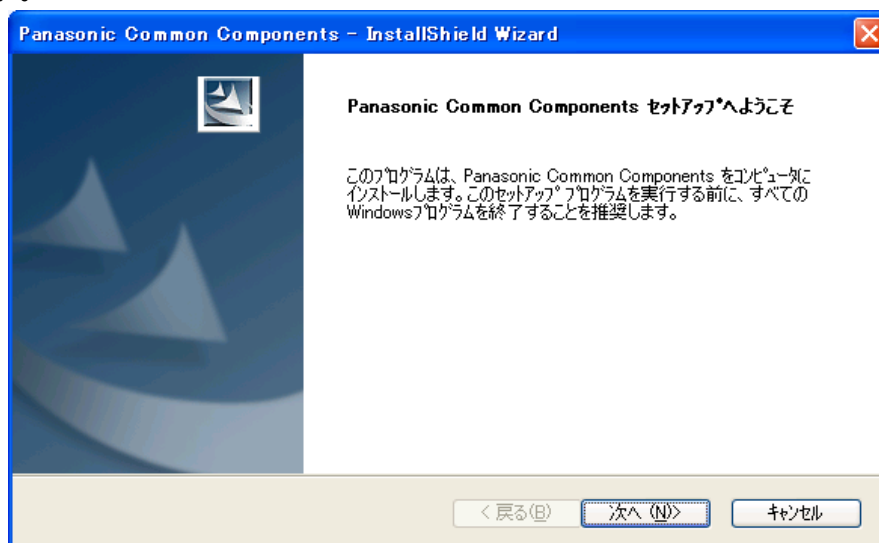 Panasonic Common Components - InstallShield Wizard
Panasonic Common Components ｾｯﾄｱｯﾌﾟへようこそ
このﾌﾟﾛｸﾞﾗﾑは、Panasonic Common Components をｺﾝﾋﾟｭｰﾀに
インストールします。このｾｯﾄｱｯﾌﾟ ﾌﾟﾛｸﾞﾗﾑを実行する前に、すべての
Windowsﾌﾟﾛｸﾞﾗﾑを終了することを推奨します。
< 戻る(B)
次へ (N)>
ｷｬﾝｾﾙ